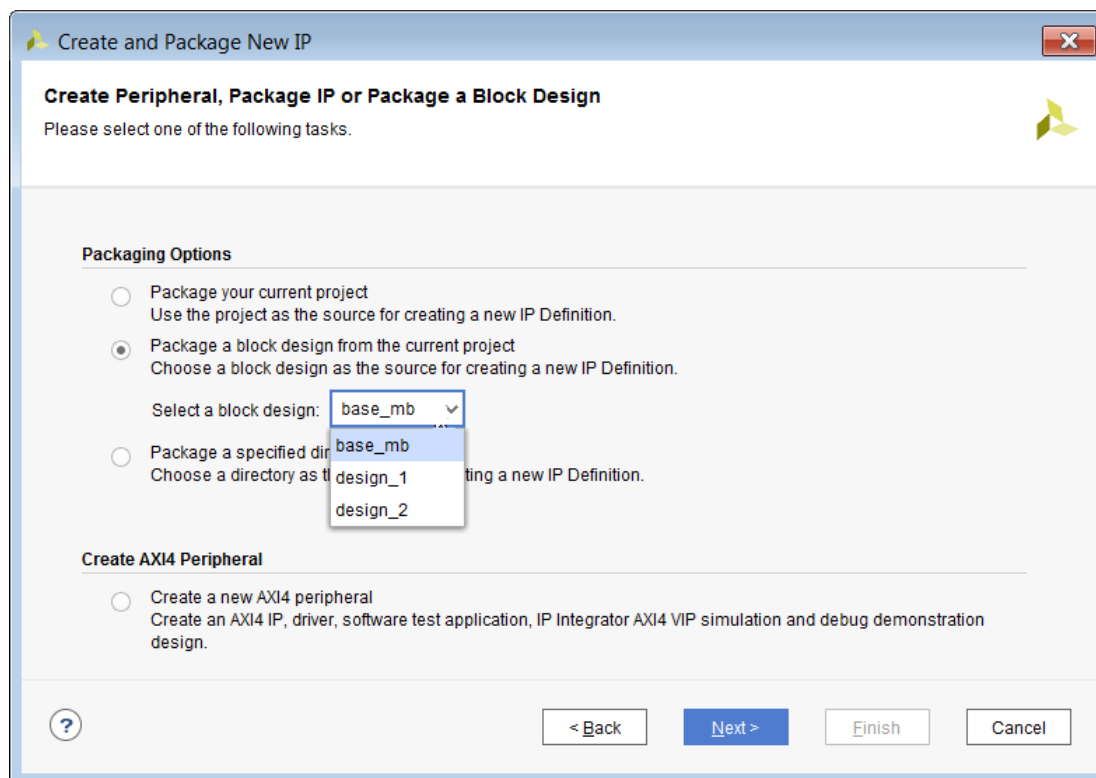 Create and Package New IP
Create Peripheral, Package IP or Package a Block Design
Please select one of the following tasks.
Packaging Options
Package your current project
Use the project as the source for creating a new IP Definition.
Package a block design from the current project
Choose a block design as the source for creating a new IP Definition.
Select a block design: base_mb
base_mb
design_1
design_2
Package a specified
Choose a directory as a new IP Definition.
Create AXI4 Peripheral
Create a new AXI4 peripheral
Create an AXI4 IP, driver, software test application, IP Integrator AXI4 VIP simulation and debug demonstration
design.
?
< Back
Next >
Finish
Cancel